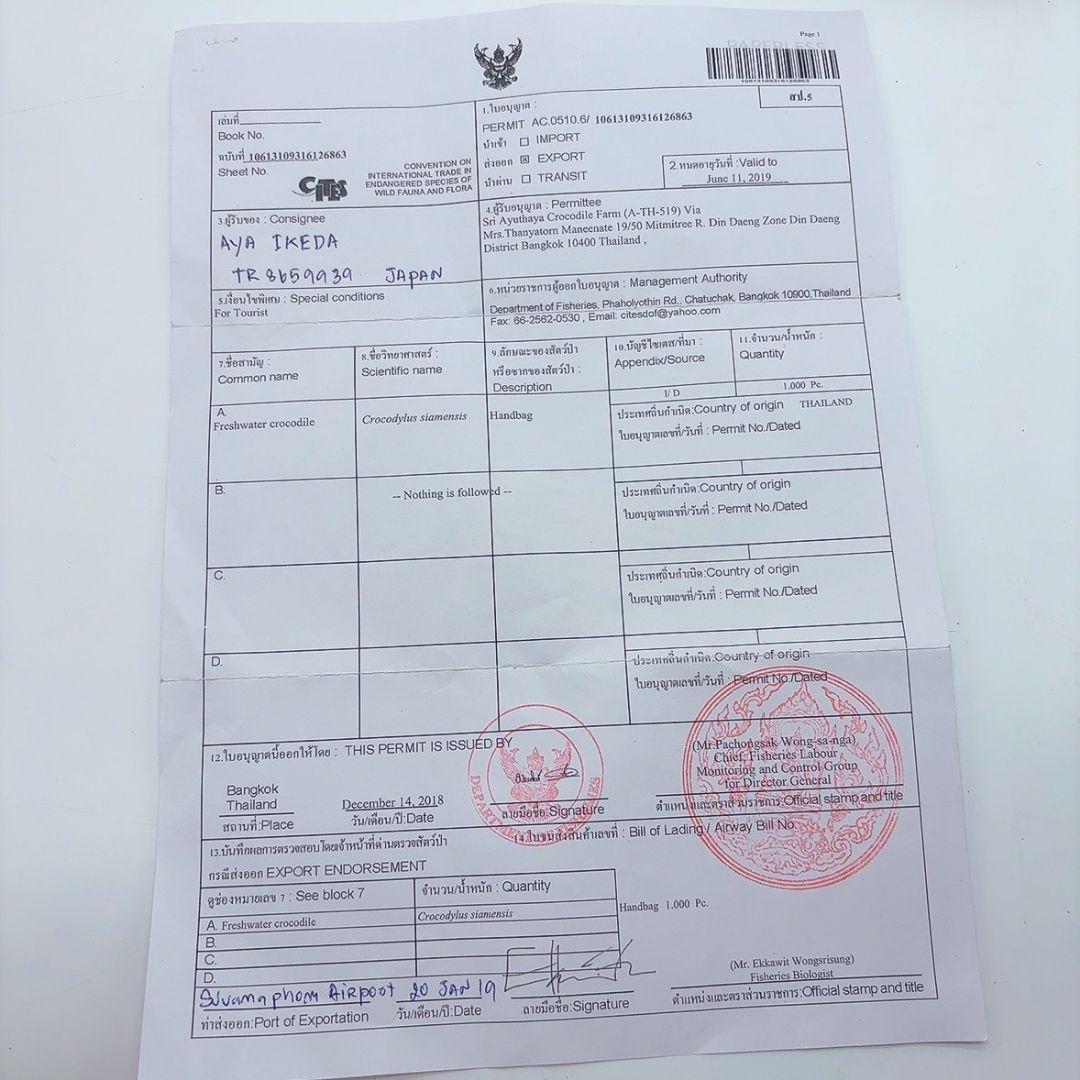 Page 1
PAPERLESS
10613109316126863
สป.5
เล่มที่
Book No.
ฉบับที่ 10613109316126863
Sheet No.
CITES
CONVENTION ON
INTERNATIONAL TRADE IN
ENDANGERED SPECIES OF
WILD FAUNA AND FLORA
1.ใบอนุญาต :
PERMIT AC.0510.6/ 10613109316126863
นำเข้า ☐ IMPORT
ส่งออก ☒ EXPORT
นำผ่าน ☐ TRANSIT
2.หมดอายุวันที่ :Valid to
June 11, 2019
3.ผู้รับของ : Consignee
AYA IKEDA
TR8659939 JAPAN
4.ผู้รับอนุญาต : Permittee
Sri Ayuthaya Crocodile Farm (A-TH-519) Via
Mrs.Thanyatorn Maneenate 19/50 Mitmitree R. Din Daeng Zone Din Daeng
District Bangkok 10400 Thailand ,
5.เงื่อนไขพิเศษ : Special conditions
For Tourist
6.หน่วยราชการผู้ออกใบอนุญาต : Management Authority
Department of Fisheries, Phaholyothin Rd., Chatuchak, Bangkok 10900,Thailand
Fax: 66-2562-0530 , Email: citesdof@yahoo.com
7.ชื่อสามัญ :
Common name
8.ชื่อวิทยาศาสตร์ :
Scientific name
9.ลักษณะของสัตว์ป่า
หรือซากของสัตว์ป่า :
Description
10.บัญชีไซเตส/ที่มา :
Appendix/Source
11.จำนวน/น้ำหนัก :
Quantity
I/ D
1.000 Pc.
A.
Freshwater crocodile
Crocodylus siamensis
Handbag
ประเทศถิ่นกำเนิด:Country of origin THAILAND
ใบอนุญาตเลขที่/วันที่ : Permit No./Dated
B.
-- Nothing is followed --
ประเทศถิ่นกำเนิด:Country of origin
ใบอนุญาตเลขที่/วันที่ : Permit No./Dated
C.
ประเทศถิ่นกำเนิด:Country of origin
ใบอนุญาตเลขที่/วันที่ : Permit No./Dated
D.
ประเทศถิ่นกำเนิด:Country of origin
ใบอนุญาตเลขที่/วันที่ : Permit No./Dated
12.ใบอนุญาตนี้ออกให้โดย : THIS PERMIT IS ISSUED BY
Bangkok
Thailand
สถานที่:Place
December 14, 2018
วัน/เดือน/ปี:Date
ลายมือชื่อ:Signature
(Mr.Pachongsak Wong-sa-nga)
Chief, Fisheries Labour
Monitoring and Control Group
for Director General
ตำแหน่งและตราส่วนราชการ:Official stamp and title
13.บันทึกผลการตรวจสอบโดยเจ้าหน้าที่ด่านตรวจสัตว์ป่า
กรณีส่งออก EXPORT ENDORSEMENT
14.ใบขนส่งสินค้าเลขที่ : Bill of Lading / Airway Bill No.
ดูช่องหมายเลข 7 : See block 7
จำนวน/น้ำหนัก : Quantity
A. Freshwater crocodile
Crocodylus siamensis
Handbag 1.000 Pc.
B.
C.
D.
(Mr. Ekkawit Wongsrisung)
Fisheries Biologist
Suvarnaphom Airport 20 JAN 19
ท่าส่งออก:Port of Exportation
วัน/เดือน/ปี:Date
ลายมือชื่อ:Signature
ตำแหน่งและตราส่วนราชการ:Official stamp and title